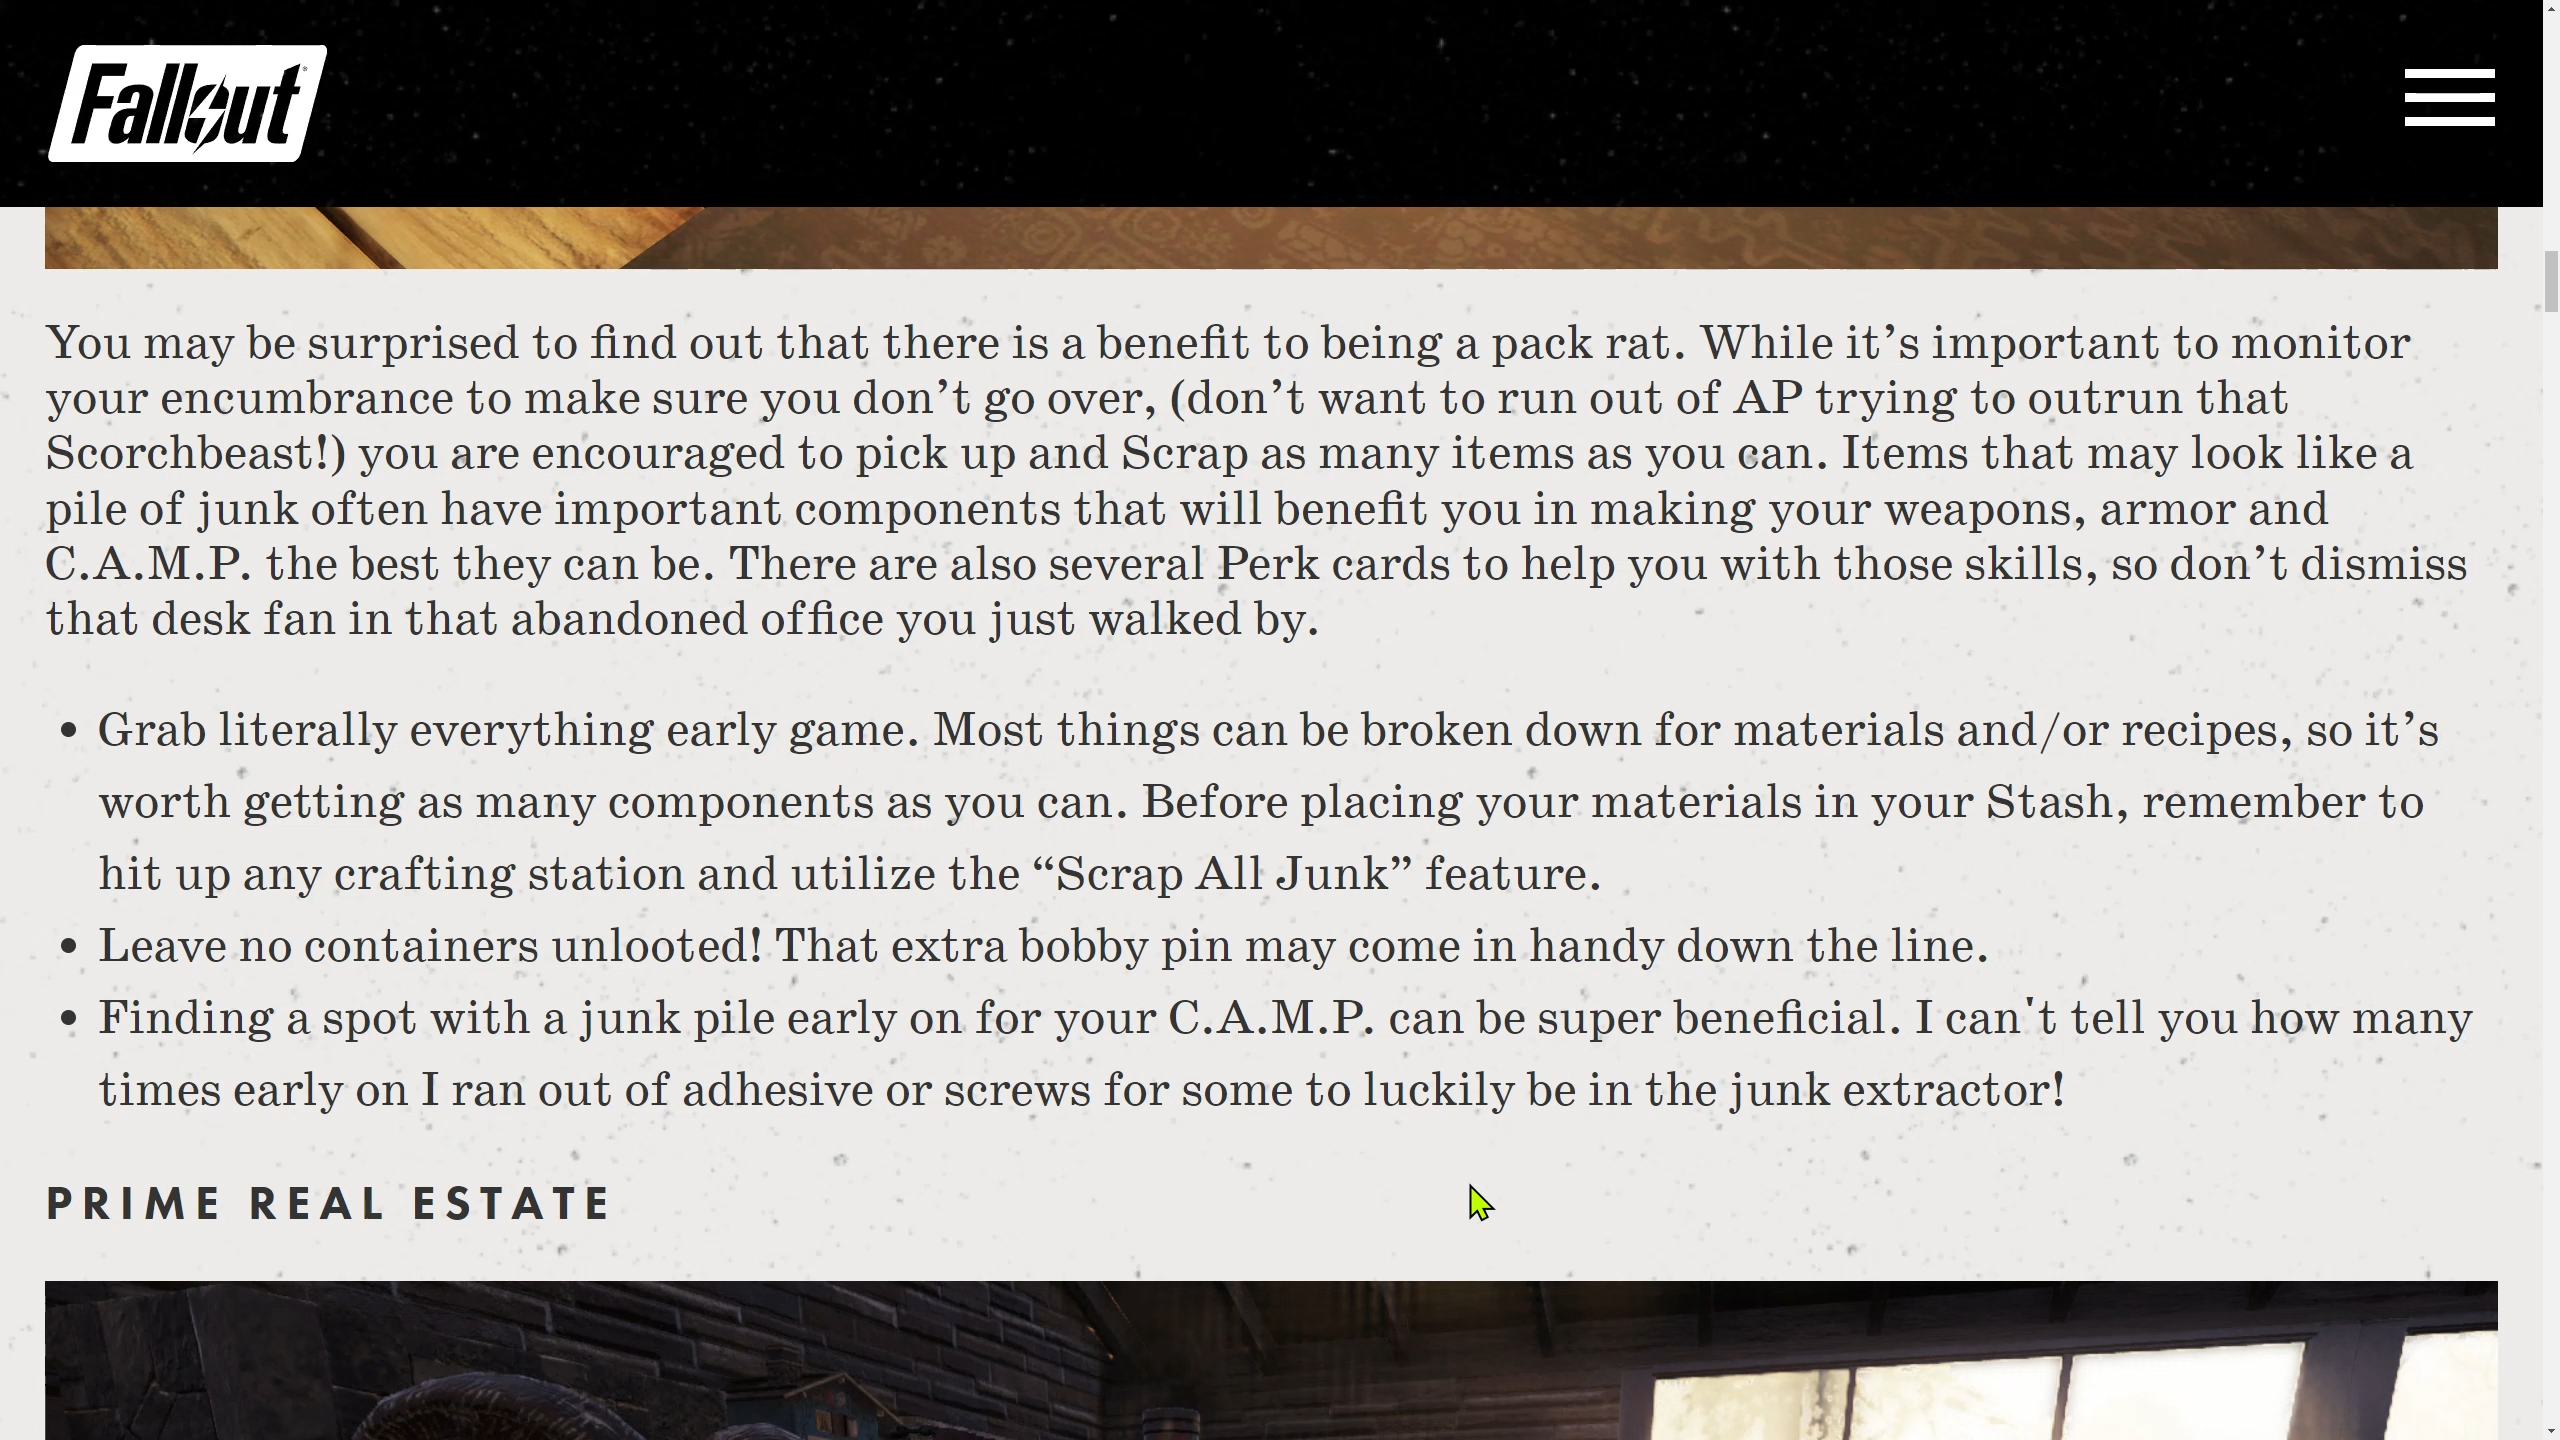 Fallout
You may be surprised to find out that there is a benefit to being a pack rat. While it’s important to monitor
your encumbrance to make sure you don’t go over, (don’t want to run out of AP trying to outrun that
Scorchbeast!) you are encouraged to pick up and Scrap as many items as you can. Items that may look like a
pile of junk often have important components that will benefit you in making your weapons, armor and
C.A.M.P. the best they can be. There are also several Perk cards to help you with those skills, so don’t dismiss
that desk fan in that abandoned office you just walked by.
• Grab literally everything early game. Most things can be broken down for materials and/or recipes, so it’s
worth getting as many components as you can. Before placing your materials in your Stash, remember to
hit up any crafting station and utilize the “Scrap All Junk” feature.
• Leave no containers unlooted! That extra bobby pin may come in handy down the line.
• Finding a spot with a junk pile early on for your C.A.M.P. can be super beneficial. I can't tell you how many
times early on I ran out of adhesive or screws for some to luckily be in the junk extractor!
PRIME REAL ESTATE